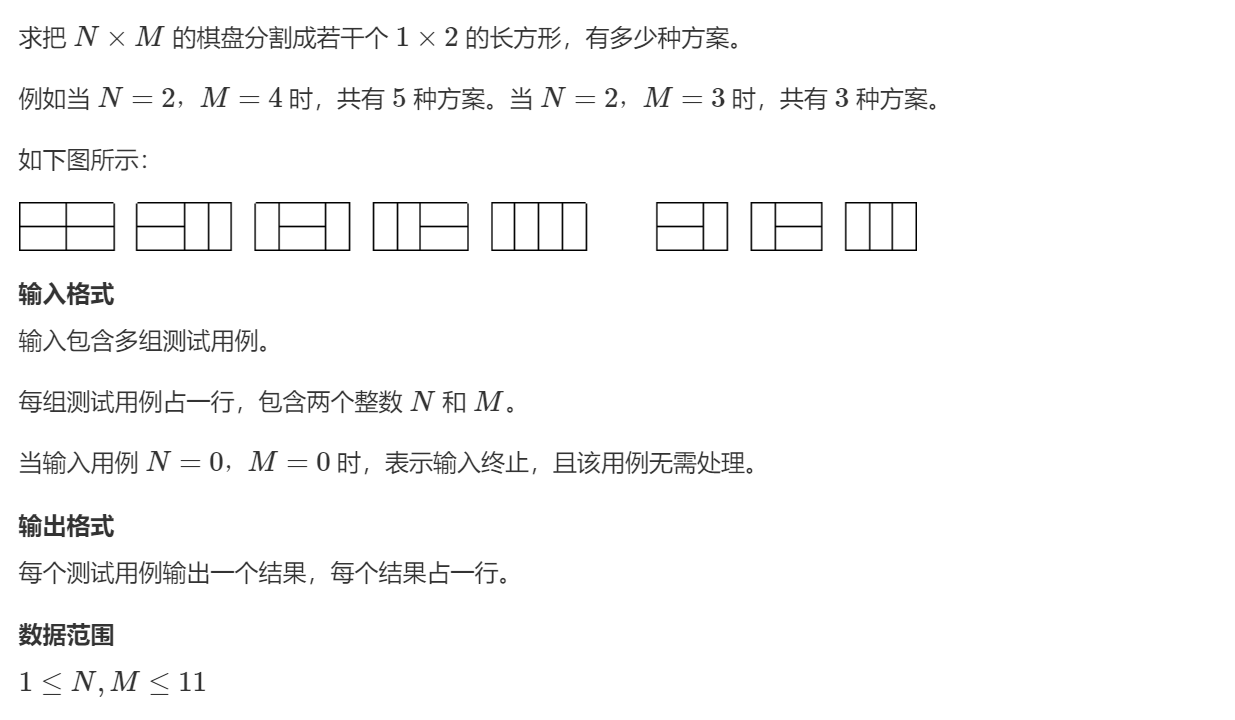 求把 N × M 的棋盘分割成若干个 1 × 2 的长方形，有多少种方案。
例如当 N = 2，M = 4 时，共有 5 种方案。当 N = 2，M = 3 时，共有 3 种方案。
如下图所示：
输入格式
输入包含多组测试用例。
每组测试用例占一行，包含两个整数 N 和 M。
当输入用例 N = 0，M = 0 时，表示输入终止，且该用例无需处理。
输出格式
每个测试用例输出一个结果，每个结果占一行。
数据范围
1 ≤ N, M ≤ 11